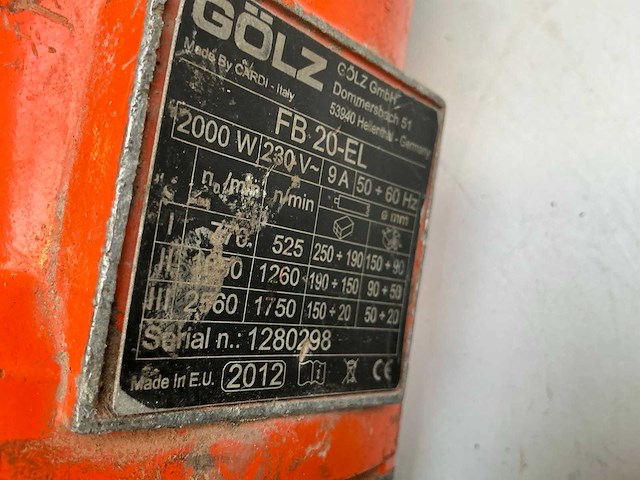 GÖLZ
Made By CARDI - Italy
GÖLZ GmbH
Dommersbach 51
53940 Hellenthal - Germany
FB 20-EL
2000 W 230 V~ 9 A 50 ÷ 60 Hz
n₀/min n/min ø mm
I 525 250 ÷ 190 150 ÷ 90
II 1260 190 ÷ 150 90 ÷ 50
III 2560 1750 150 ÷ 20 50 ÷ 20
Serial n.: 1280298
Made In E.U. 2012 CE